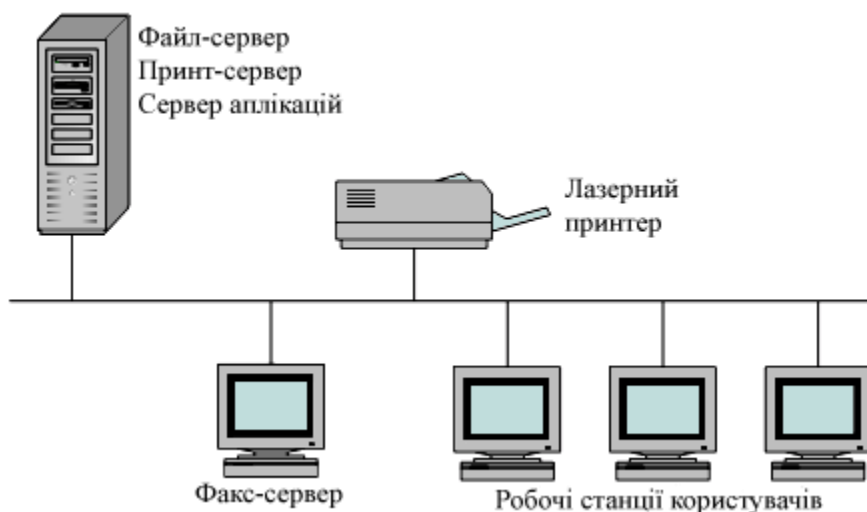 Файл-сервер
Принт-сервер
Сервер аплікацій
Лазерний
принтер
Факс-сервер
Робочі станції користувачів